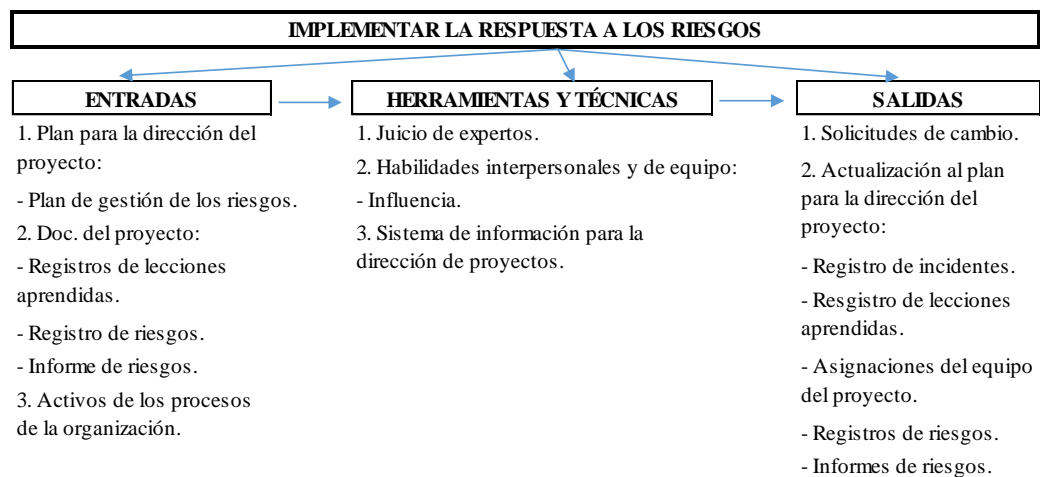 IMPLEMENTAR LA RESPUESTA A LOS RIESGOS
ENTRADAS
1. Plan para la dirección del
proyecto:
- Plan de gestión de los riesgos.
2. Doc. del proyecto:
- Registros de lecciones
aprendidas.
- Registro de riesgos.
- Informe de riesgos.
3. Activos de los procesos
de la organización.
HERRAMIENTAS Y TÉCNICAS
1. Juicio de expertos.
2. Habilidades interpersonales y de equipo:
- Influencia.
3. Sistema de información para la
dirección de proyectos.
SALIDAS
1. Solicitudes de cambio.
2. Actualización al plan
para la dirección del
proyecto:
- Registro de incidentes.
- Resgistro de lecciones
aprendidas.
- Asignaciones del equipo
del proyecto.
- Registros de riesgos.
- Informes de riesgos.